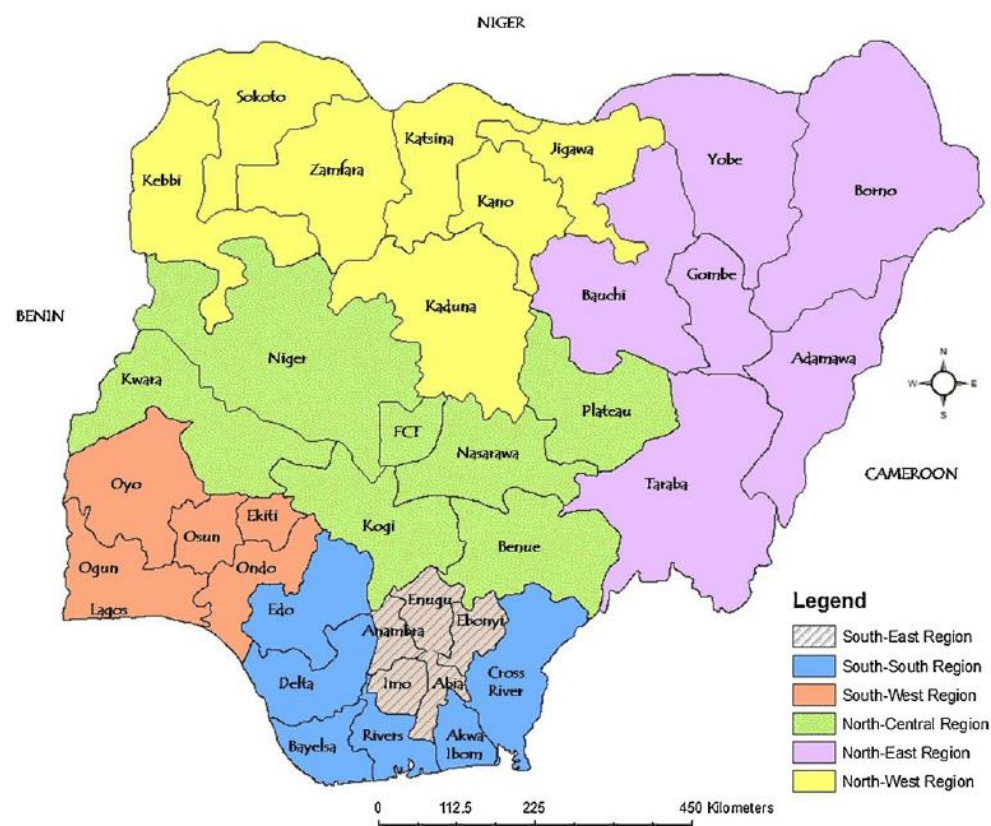 NIGER
Sokoto
Katsina
Jigawa
Yobe
Kebbi
Zamfara
Kano
Borno
Gombe
Bauchi
BENIN
Kaduna
Niger
Adamawa
N
W E
S
Kwara
Plateau
FCT
Nasarawa
CAMEROON
Oyo
Taraba
Ekiti
Kogi
Osun
Benue
Ogun
Ondo
Lagos
Edo
Enugu
Ebonyi
Anambra
Delta
Imo
Abia
Cross
River
Bayelsa
Rivers
Akwa
Ibom
Legend
South-East Region
South-South Region
South-West Region
North-Central Region
North-East Region
North-West Region
0 112.5 225 450 Kilometers